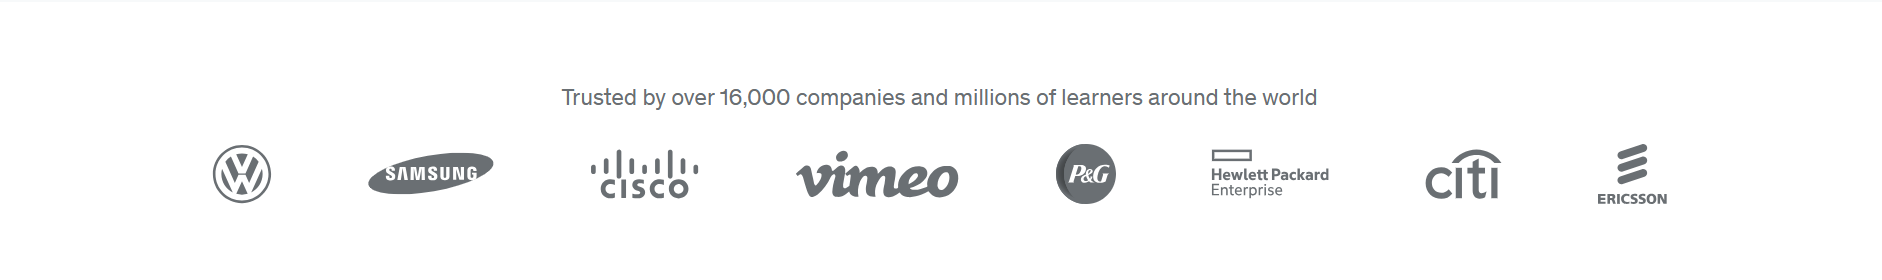 Trusted by over 16,000 companies and millions of learners around the world
VW
SAMSUNG
CISCO
vimeo
P&G
Hewlett Packard
Enterprise
citi
ERICSSON